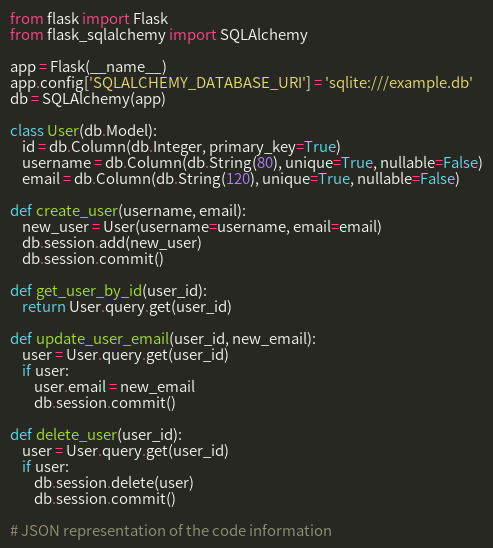 from flask import Flask
from flask_sqlalchemy import SQLAlchemy

app = Flask(__name__)
app.config['SQLALCHEMY_DATABASE_URI'] = 'sqlite:///example.db'
db = SQLAlchemy(app)

class User(db.Model):
    id = db.Column(db.Integer, primary_key=True)
    username = db.Column(db.String(80), unique=True, nullable=False)
    email = db.Column(db.String(120), unique=True, nullable=False)

def create_user(username, email):
    new_user = User(username=username, email=email)
    db.session.add(new_user)
    db.session.commit()

def get_user_by_id(user_id):
    return User.query.get(user_id)

def update_user_email(user_id, new_email):
    user = User.query.get(user_id)
    if user:
        user.email = new_email
        db.session.commit()

def delete_user(user_id):
    user = User.query.get(user_id)
    if user:
        db.session.delete(user)
        db.session.commit()

# JSON representation of the code information